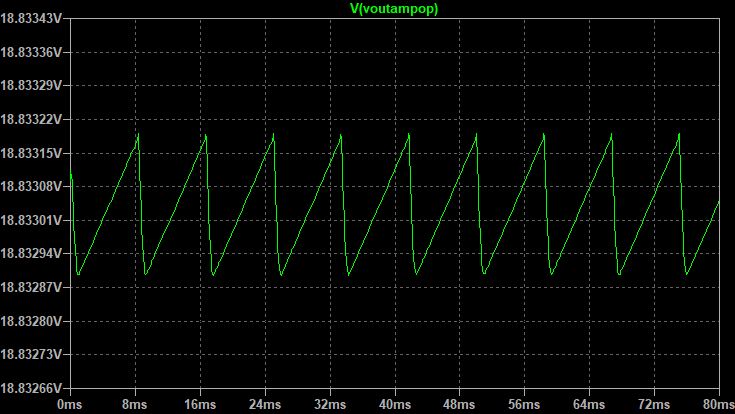 V(voutampop)
18.83343V
18.83336V
18.83329V
18.83322V
18.83315V
18.83308V
18.83301V
18.83294V
18.83287V
18.83280V
18.83273V
18.83266V
0ms 8ms 16ms 24ms 32ms 40ms 48ms 56ms 64ms 72ms 80ms